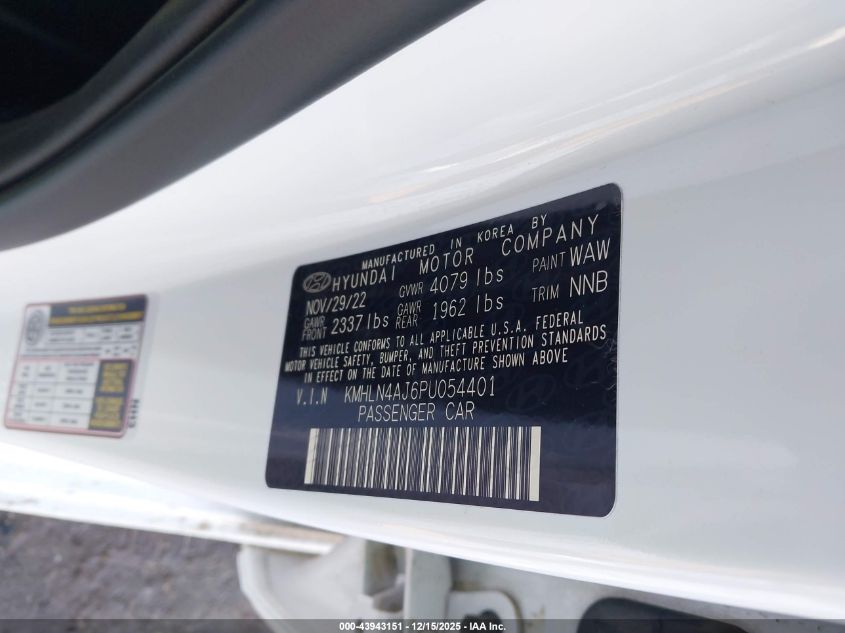 MANUFACTURED IN KOREA BY
HYUNDAI MOTOR COMPANY
NOV/29/22 GVWR 4079 lbs PAINT WAW
GAWR FRONT 2337 lbs GAWR REAR 1962 lbs TRIM NNB
THIS VEHICLE CONFORMS TO ALL APPLICABLE U.S.A. FEDERAL
MOTOR VEHICLE SAFETY, BUMPER, AND THEFT PREVENTION STANDARDS
IN EFFECT ON THE DATE OF MANUFACTURE SHOWN ABOVE
V.I.N KMHLN4AJ6PU054401
PASSENGER CAR
NH3
000-43943151 - 12/15/2025 - IAA Inc.